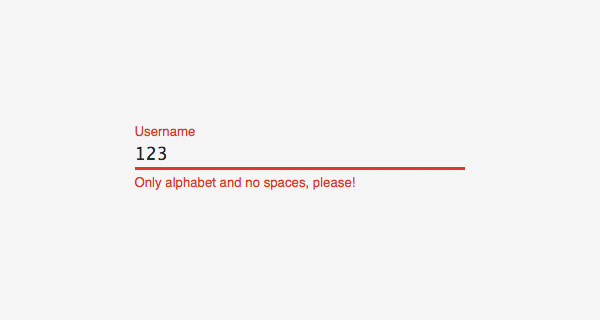 Username
123
Only alphabet and no spaces, please!